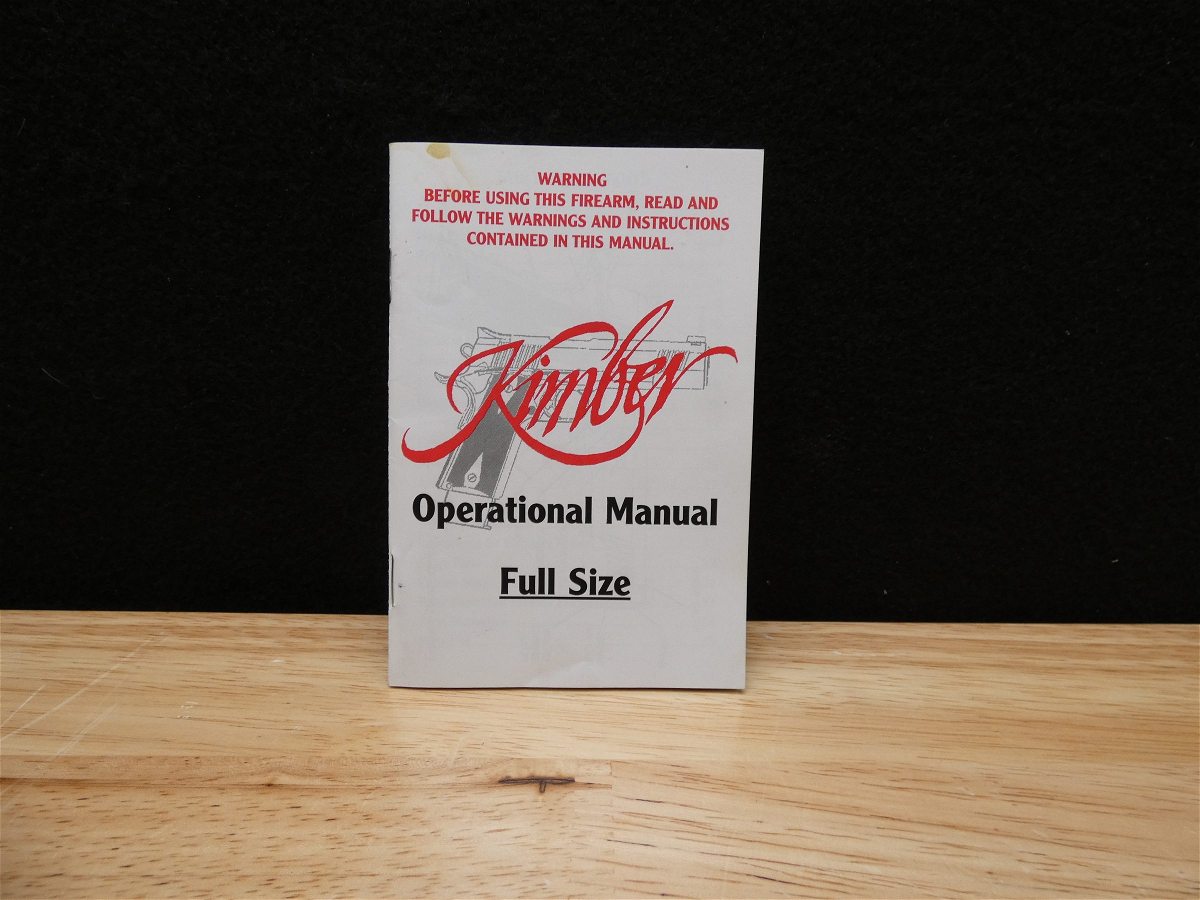 WARNING
BEFORE USING THIS FIREARM, READ AND
FOLLOW THE WARNINGS AND INSTRUCTIONS
CONTAINED IN THIS MANUAL.
Kimber
Operational Manual
Full Size